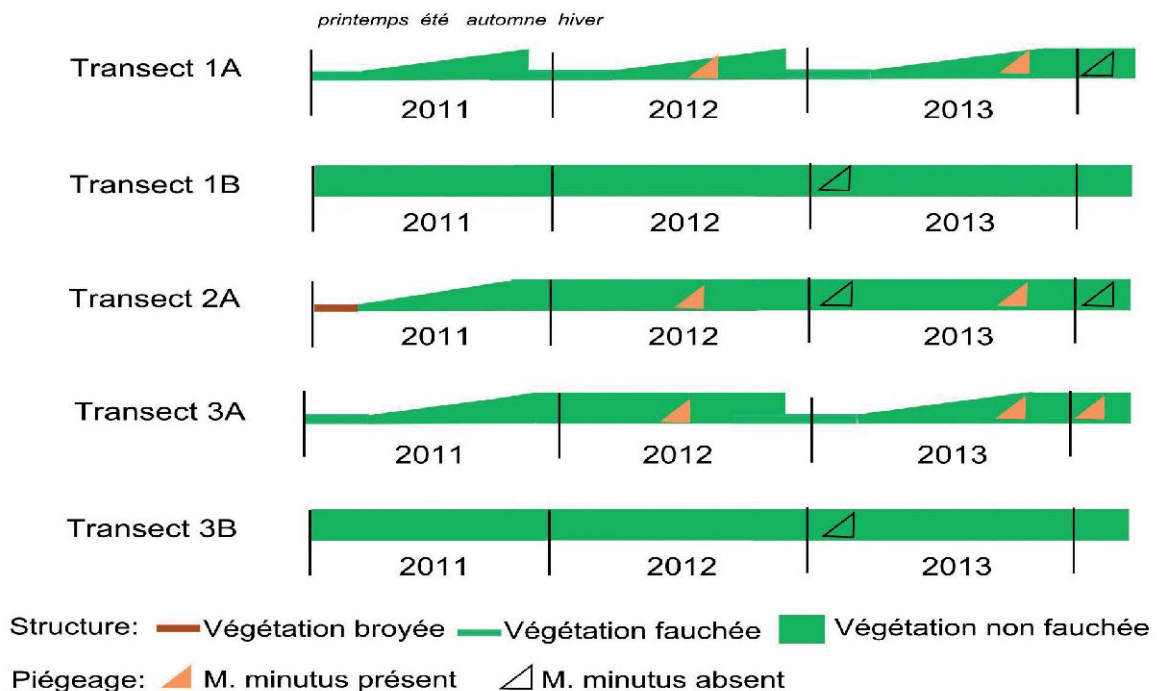 printemps été automne hiver
Transect 1A
2011 2012 2013
Transect 1B
2011 2012 2013
Transect 2A
2011 2012 2013
Transect 3A
2011 2012 2013
Transect 3B
2011 2012 2013
Structure: Végétation broyée Végétation fauchée Végétation non fauchée
Piégeage: M. minutus présent M. minutus absent